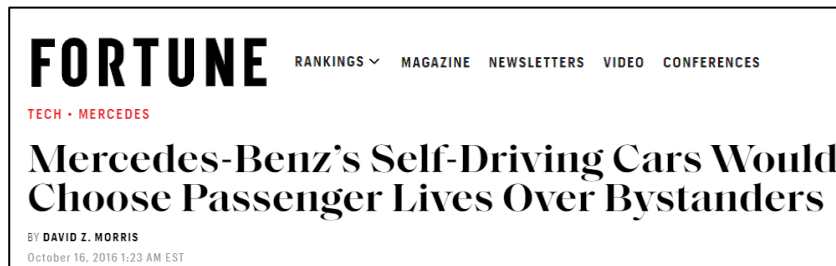 FORTUNE RANKINGS MAGAZINE NEWSLETTERS VIDEO CONFERENCES
TECH • MERCEDES
Mercedes-Benz’s Self-Driving Cars Would
Choose Passenger Lives Over Bystanders
BY DAVID Z. MORRIS
October 16, 2016 1:23 AM EST